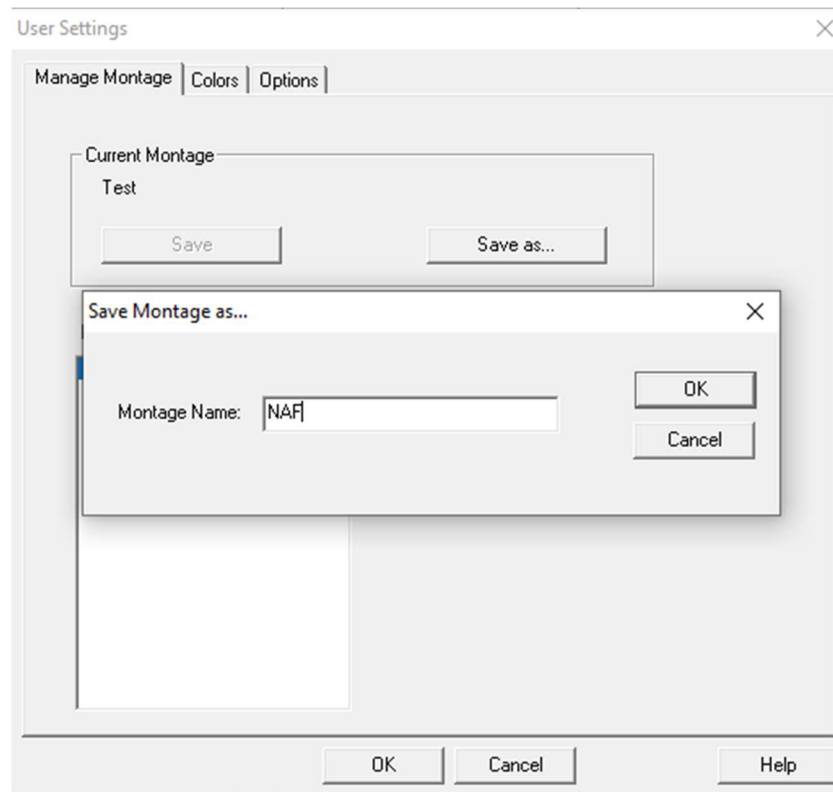 User Settings
Manage Montage Colors Options
Current Montage
Test
Save Save as...
Save Montage as...
Montage Name: NAF
OK
Cancel
OK Cancel Help